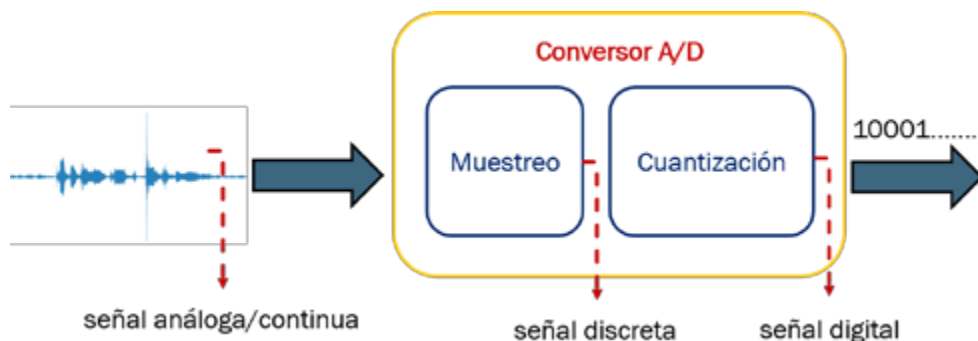 Conversor A/D
Muestreo
Cuantización
10001.......
señal análoga/continua
señal discreta
señal digital